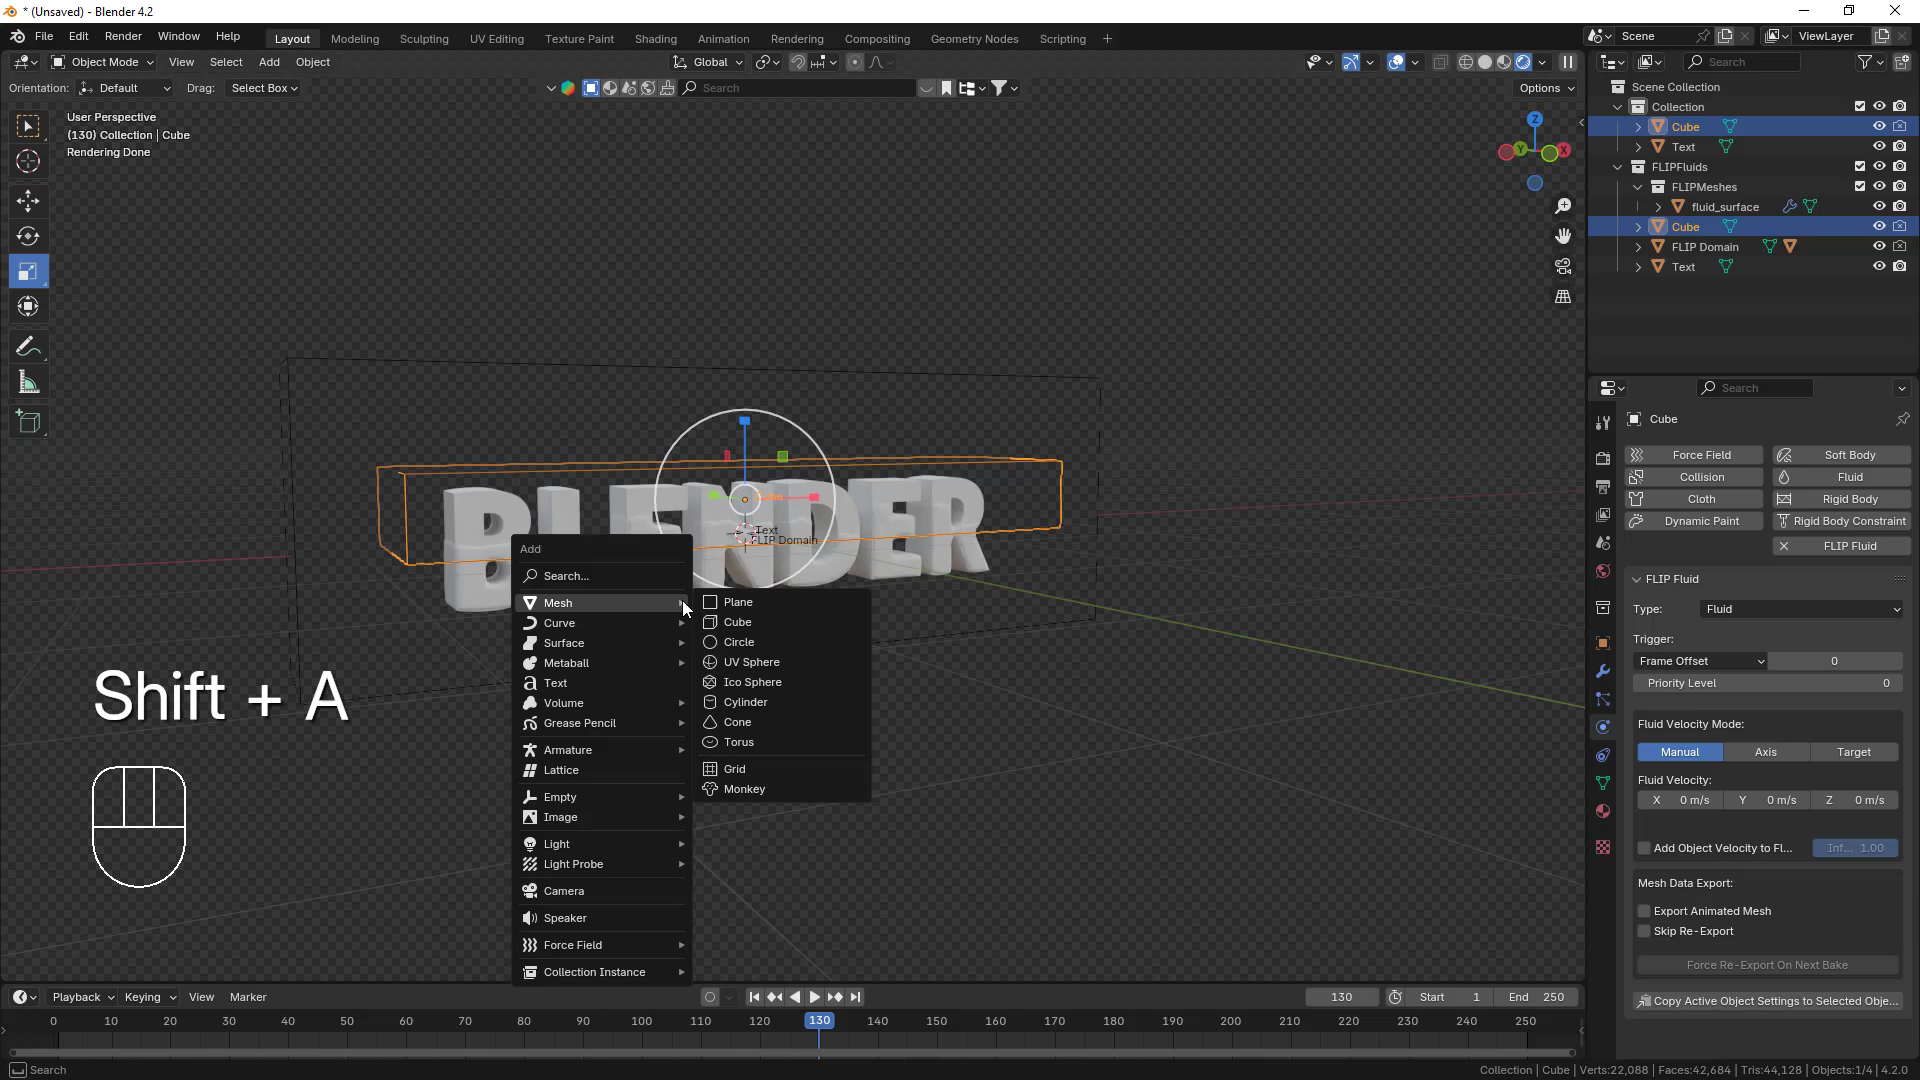 * (Unsaved) - Blender 4.2
File Edit Render Window Help
Layout Modeling Sculpting UV Editing Texture Paint Shading Animation Rendering Compositing Geometry Nodes Scripting +
Scene
ViewLayer
Object Mode View Select Add Object
Global
Search
Orientation: Default Drag: Select Box
Search
Options
User Perspective
(130) Collection | Cube
Rendering Done
Z
Y
X
Scene Collection
Collection
Cube
Text
FLIPFluids
FLIPMeshes
fluid_surface
Cube
FLIP Domain
Text
BLENDER
Cube
Text
FLIP Domain
Add
Search...
Mesh
Curve
Surface
Metaball
Text
Volume
Grease Pencil
Armature
Lattice
Empty
Image
Light
Light Probe
Camera
Speaker
Force Field
Collection Instance
Plane
Cube
Circle
UV Sphere
Ico Sphere
Cylinder
Cone
Torus
Grid
Monkey
Shift + A
Search
Cube
Force Field Soft Body
Collision Fluid
Cloth Rigid Body
Dynamic Paint Rigid Body Constraint
FLIP Fluid
FLIP Fluid
Type: Fluid
Trigger:
Frame Offset 0
Priority Level 0
Fluid Velocity Mode:
Manual Axis Target
Fluid Velocity:
X 0 m/s Y 0 m/s Z 0 m/s
Add Object Velocity to Fl... Inf... 1.00
Mesh Data Export:
Export Animated Mesh
Skip Re-Export
Force Re-Export On Next Bake
Copy Active Object Settings to Selected Obje...
Playback Keying View Marker
130 Start 1 End 250
0 10 20 30 40 50 60 70 80 90 100 110 120 130 140 150 160 170 180 190 200 210 220 230 240 250
Search
Collection | Cube | Verts:22,088 | Faces:42,684 | Tris:44,128 | Objects:1/4 | 4.2.0